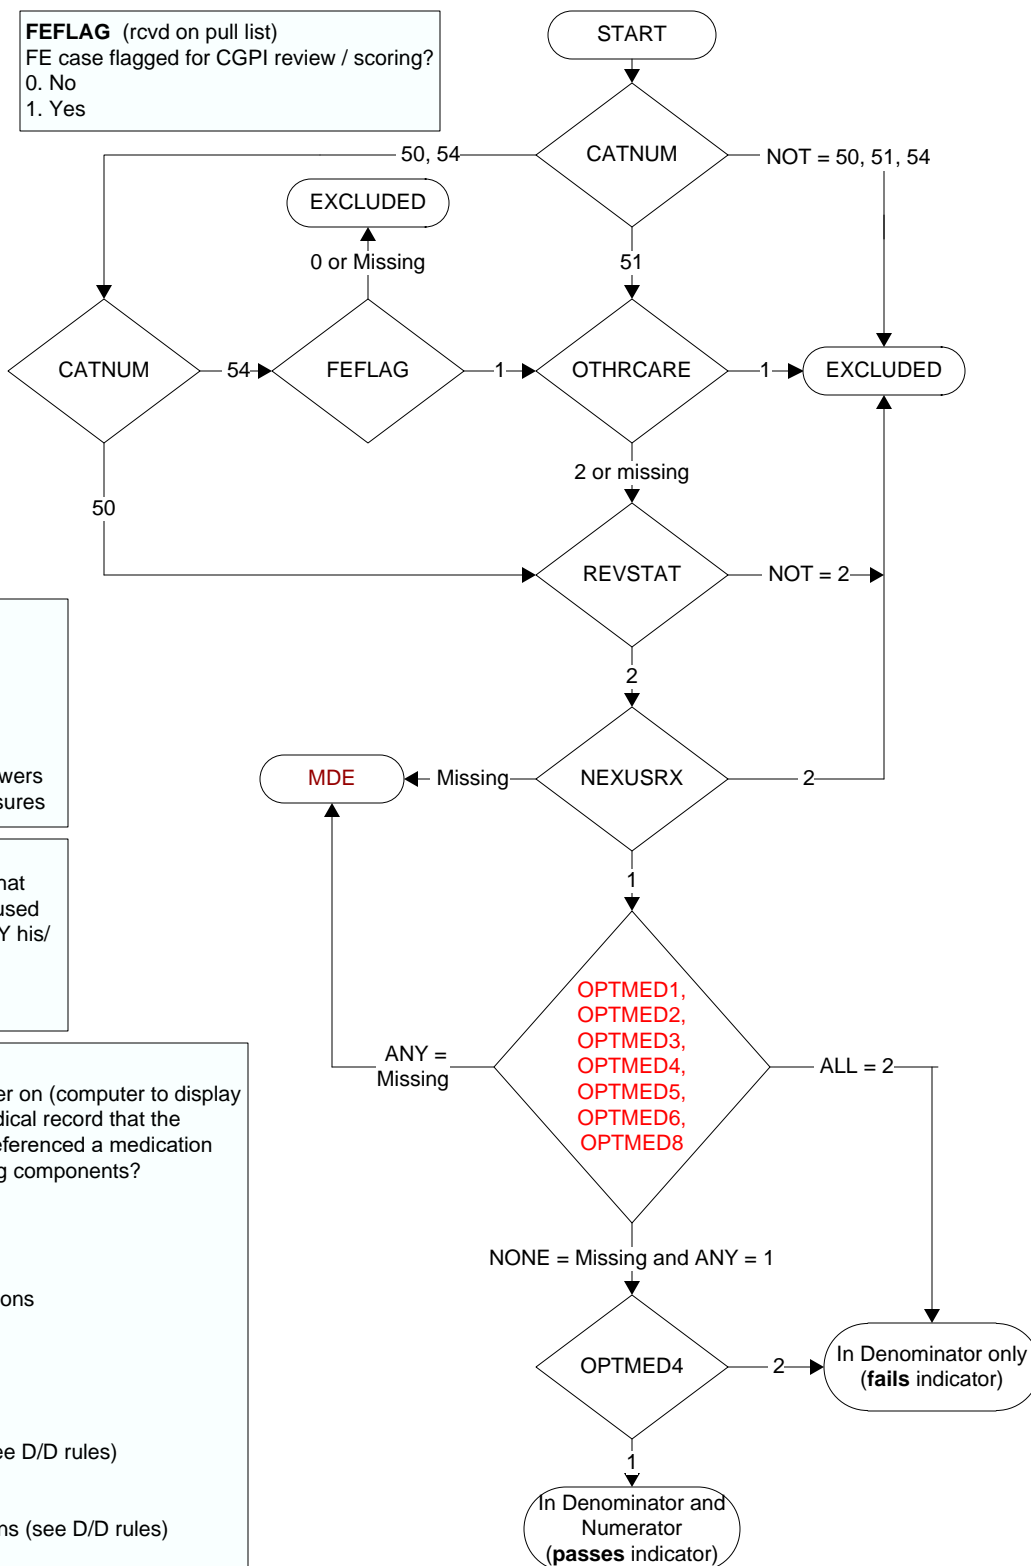 FEFLAG (rcvd on pull list)
FE case flagged for CGPI review / scoring?
0. No
1. Yes
START
CATNUM
50, 54
NOT = 50, 51, 54
EXCLUDED
0 or Missing
51
CATNUM
54
FEFLAG
1
OTHRCARE
1
EXCLUDED
2 or missing
50
REVSTAT
NOT = 2
2
wers
sures
MDE
Missing
NEXUSRX
2
1
hat
used
Y his/
OPTMED1,
OPTMED2,
OPTMED3,
OPTMED4,
OPTMED5,
OPTMED6,
OPTMED8
ANY =
Missing
ALL = 2
er on (computer to display
dical record that the
eferenced a medication
g components?
ons
ee D/D rules)
ns (see D/D rules)
NONE = Missing and ANY = 1
OPTMED4
2
In Denominator only
(fails indicator)
1
In Denominator and
Numerator
(passes indicator)